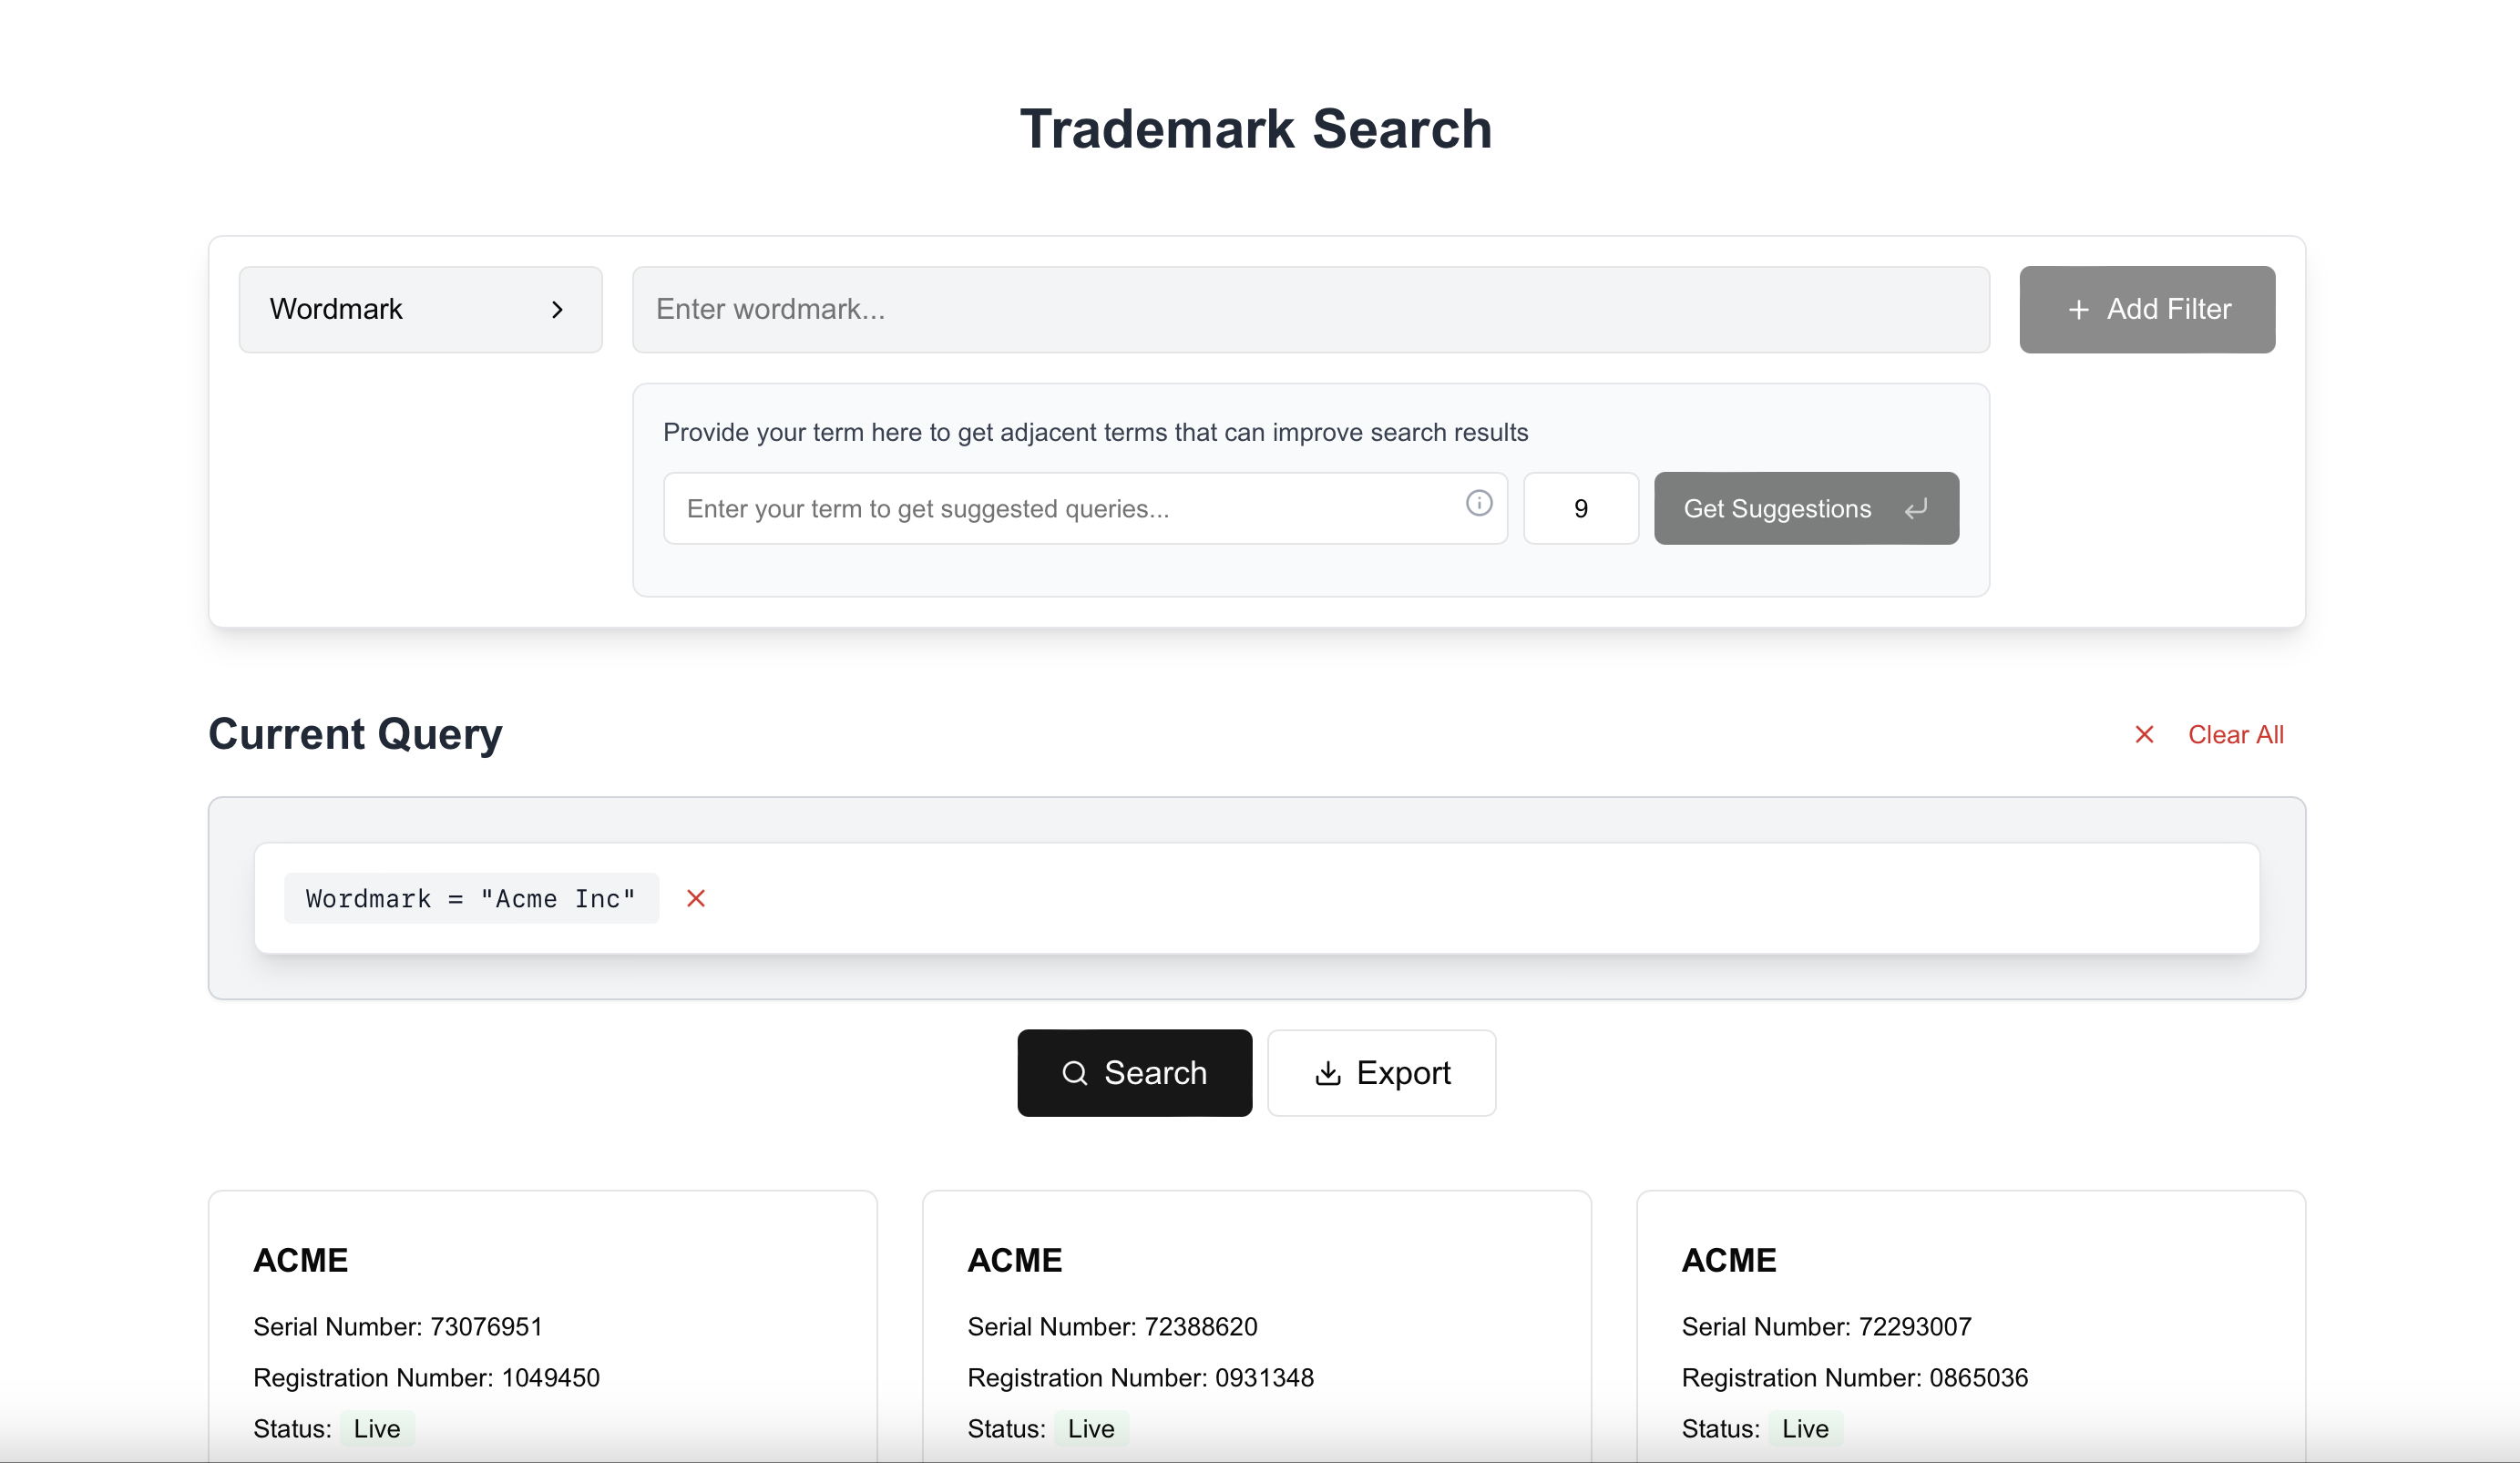 Trademark Search
Wordmark
Enter wordmark...
Add Filter
Provide your term here to get adjacent terms that can improve search results
Enter your term to get suggested queries...
9
Get Suggestions
Current Query
Clear All
Wordmark = "Acme Inc"
Search
Export
ACME
Serial Number: 73076951
Registration Number: 1049450
Status: Live
ACME
Serial Number: 72388620
Registration Number: 0931348
Status: Live
ACME
Serial Number: 72293007
Registration Number: 0865036
Status: Live